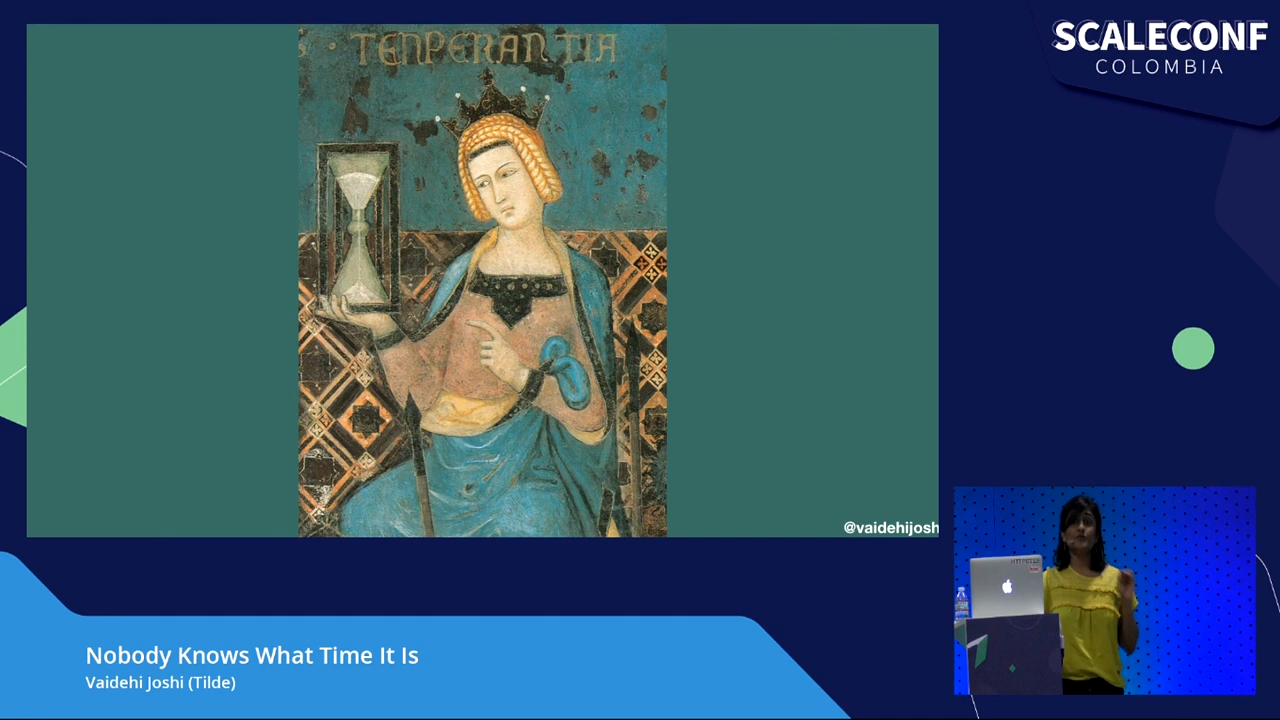 TENPERANTIA
SCALECONF
COLOMBIA
@vaidehijosh
Nobody Knows What Time It Is
Vaidehi Joshi (Tilde)